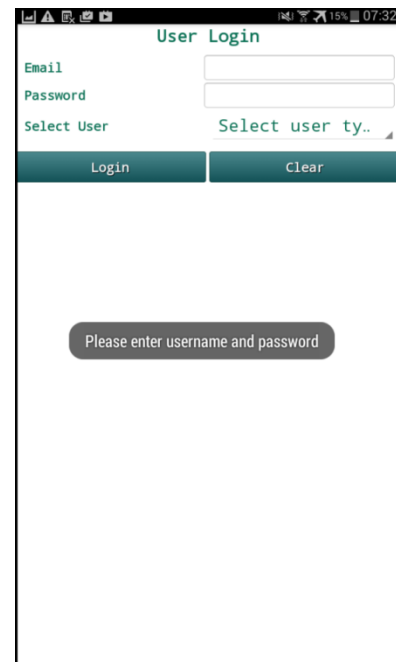 15% 07:32
User Login
Email
Password
Select User Select user ty..
Login Clear
Please enter username and password